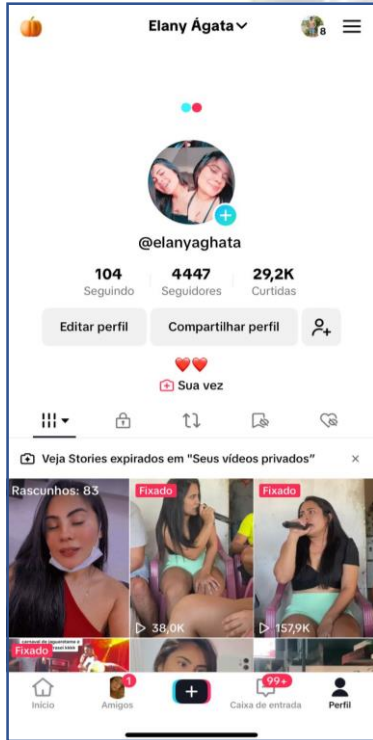 Elany Ágata
8
@elanyaghata
104 4447 29,2K
Seguindo Seguidores Curtidas
Editar perfil Compartilhar perfil
Sua vez
Veja Stories expirados em "Seus vídeos privados"
Rascunhos: 83 Fixado Fixado
38,0K 157,9K
carnaval de
Fixado
1 99+
Início Amigos Caixa de entrada Perfil